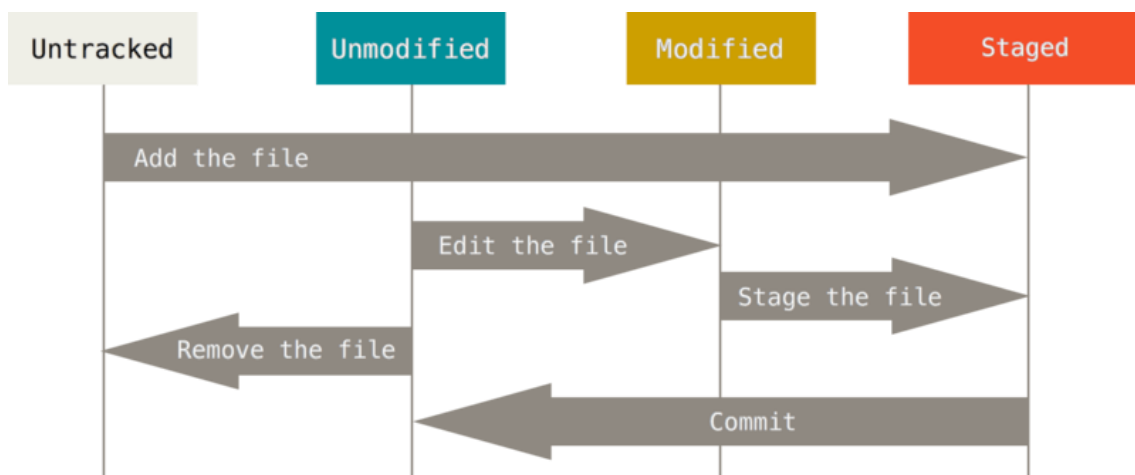 Untracked
Unmodified
Modified
Staged
Add the file
Edit the file
Stage the file
Remove the file
Commit